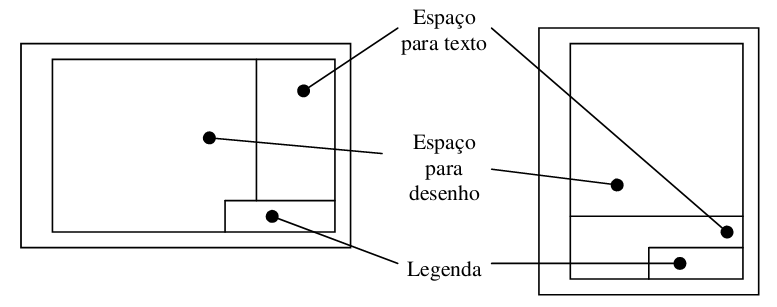 Espaço
para texto
Espaço
para
desenho
Legenda